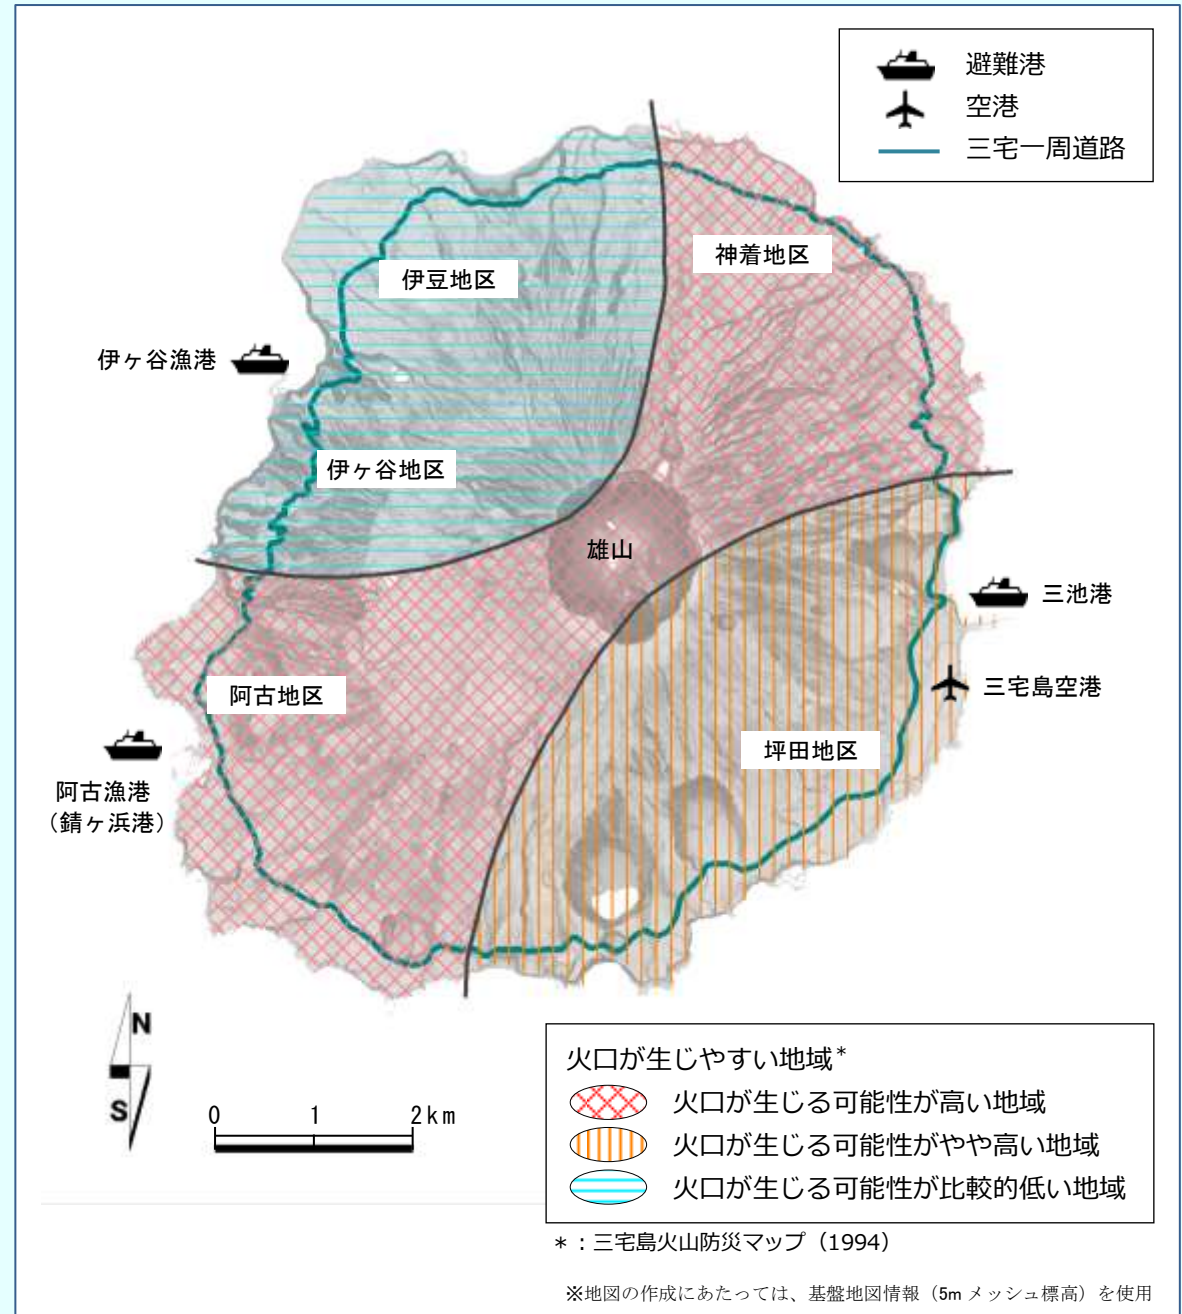 避難港
空港
三宅一周道路
神着地区
伊豆地区
伊ヶ谷漁港
伊ヶ谷地区
雄山
三池港
三宅島空港
阿古地区
坪田地区
阿古漁港
（錆ヶ浜港）
N
S
0 1 2km
火口が生じやすい地域*
火口が生じる可能性が高い地域
火口が生じる可能性がやや高い地域
火口が生じる可能性が比較的低い地域
*：三宅島火山防災マップ（1994）
※地図の作成にあたっては、基盤地図情報（5mメッシュ標高）を使用